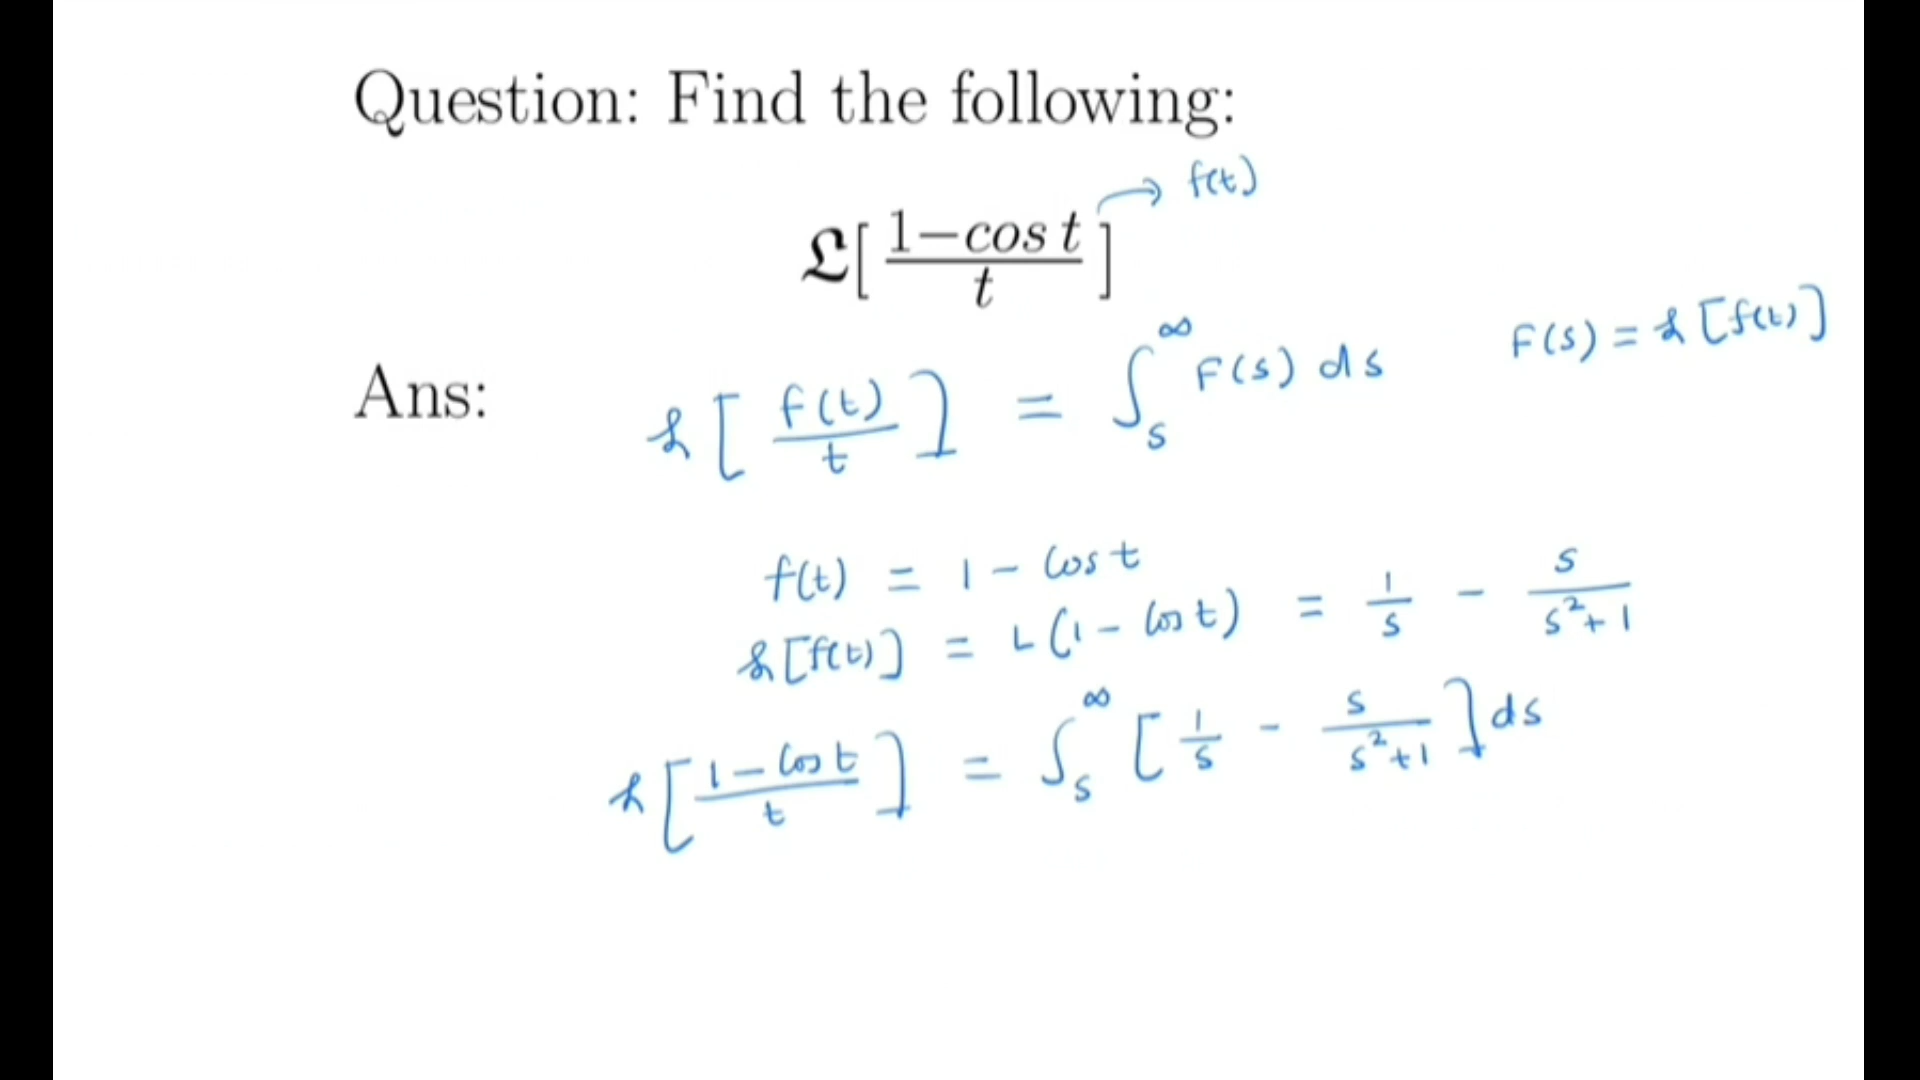 Question: Find the following:
→ f(t)
𝔏[(1−cos t)/t]
Ans: ℒ[f(t)/t] = ∫_s^∞ F(s) ds   F(s) = ℒ[f(t)]
f(t) = 1 − Cos t
ℒ[f(t)] = L(1 − Cos t) = 1/s − s/(s²+1)
ℒ[(1−Cos t)/t] = ∫_s^∞ [1/s − s/(s²+1)] ds